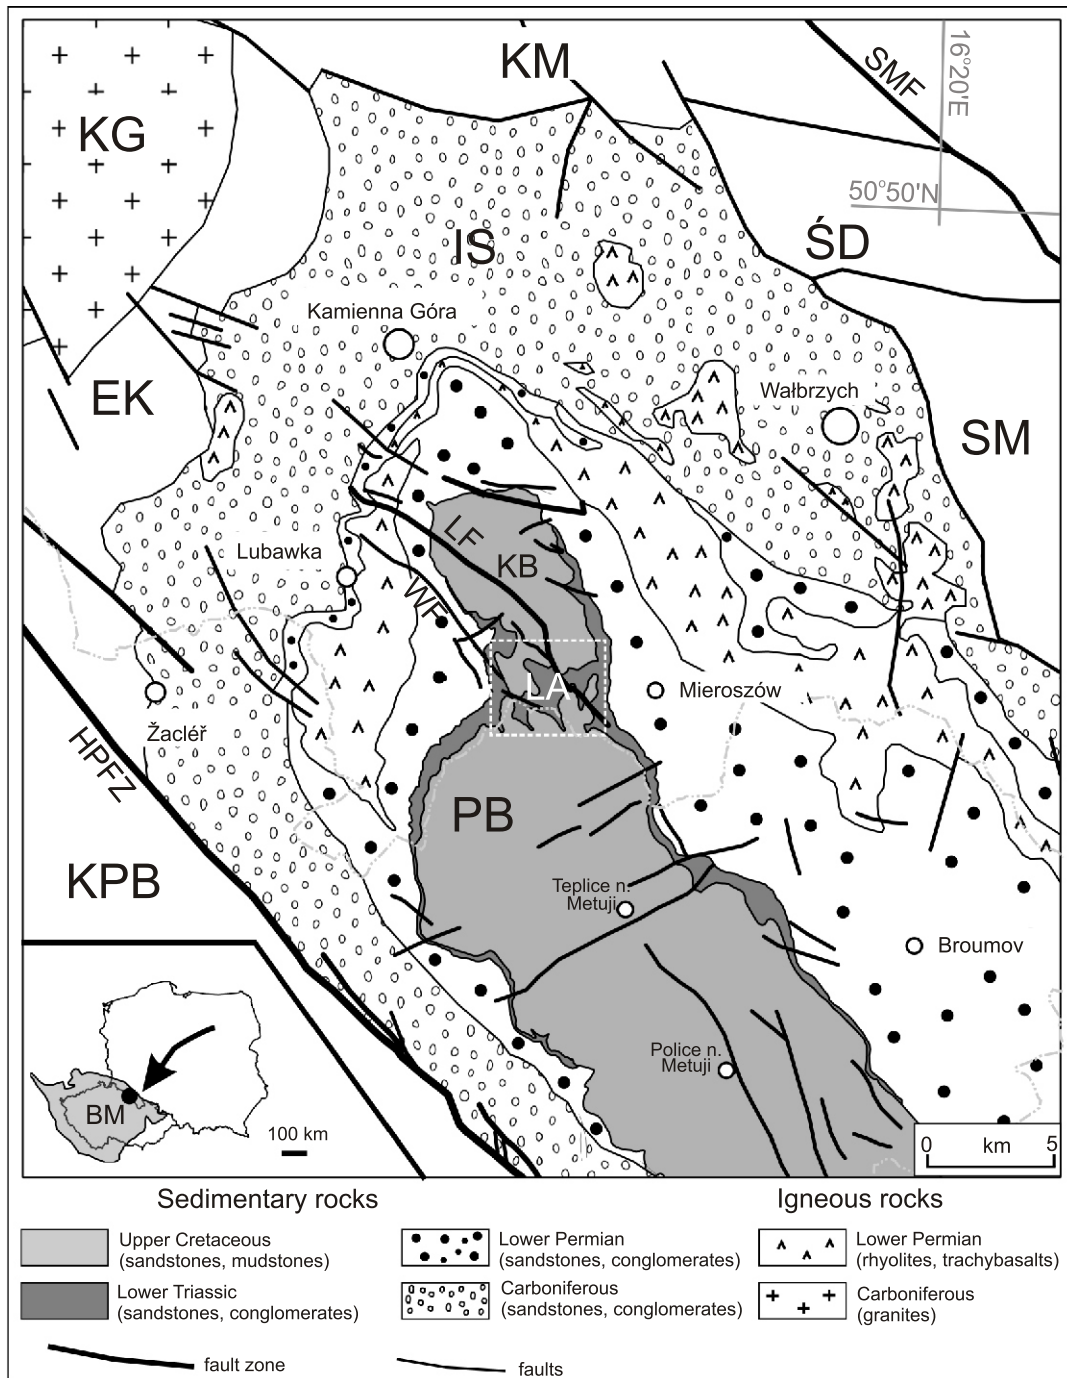 KM
SMF
16°20'E
KG
50°50'N
IS
ŚD
Kamienna Góra
EK
Wałbrzych
SM
LF
KB
Lubawka
WF
LA
Mieroszów
Žacléř
HPFZ
PB
KPB
Teplice n.
Metuji
Broumov
Police n.
Metuji
BM
100 km
0 km 5
Sedimentary rocks
Igneous rocks
Upper Cretaceous
(sandstones, mudstones)
Lower Permian
(sandstones, conglomerates)
Lower Permian
(rhyolites, trachybasalts)
Lower Triassic
(sandstones, conglomerates)
Carboniferous
(sandstones, conglomerates)
Carboniferous
(granites)
fault zone
faults